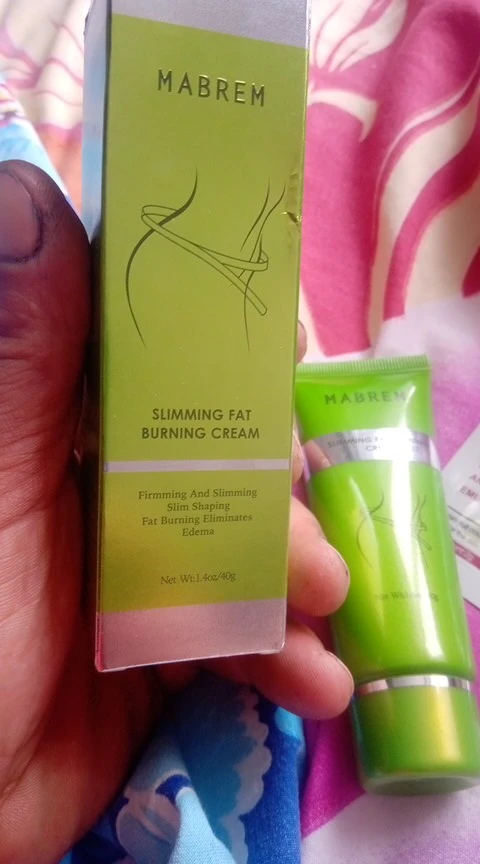 MABREM
SLIMMING FAT
BURNING CREAM
Firmming And Slimming
Slim Shaping
Fat Burning Eliminates
Edema
Net Wt:1.4oz/40g
MABREM
SLIMMING